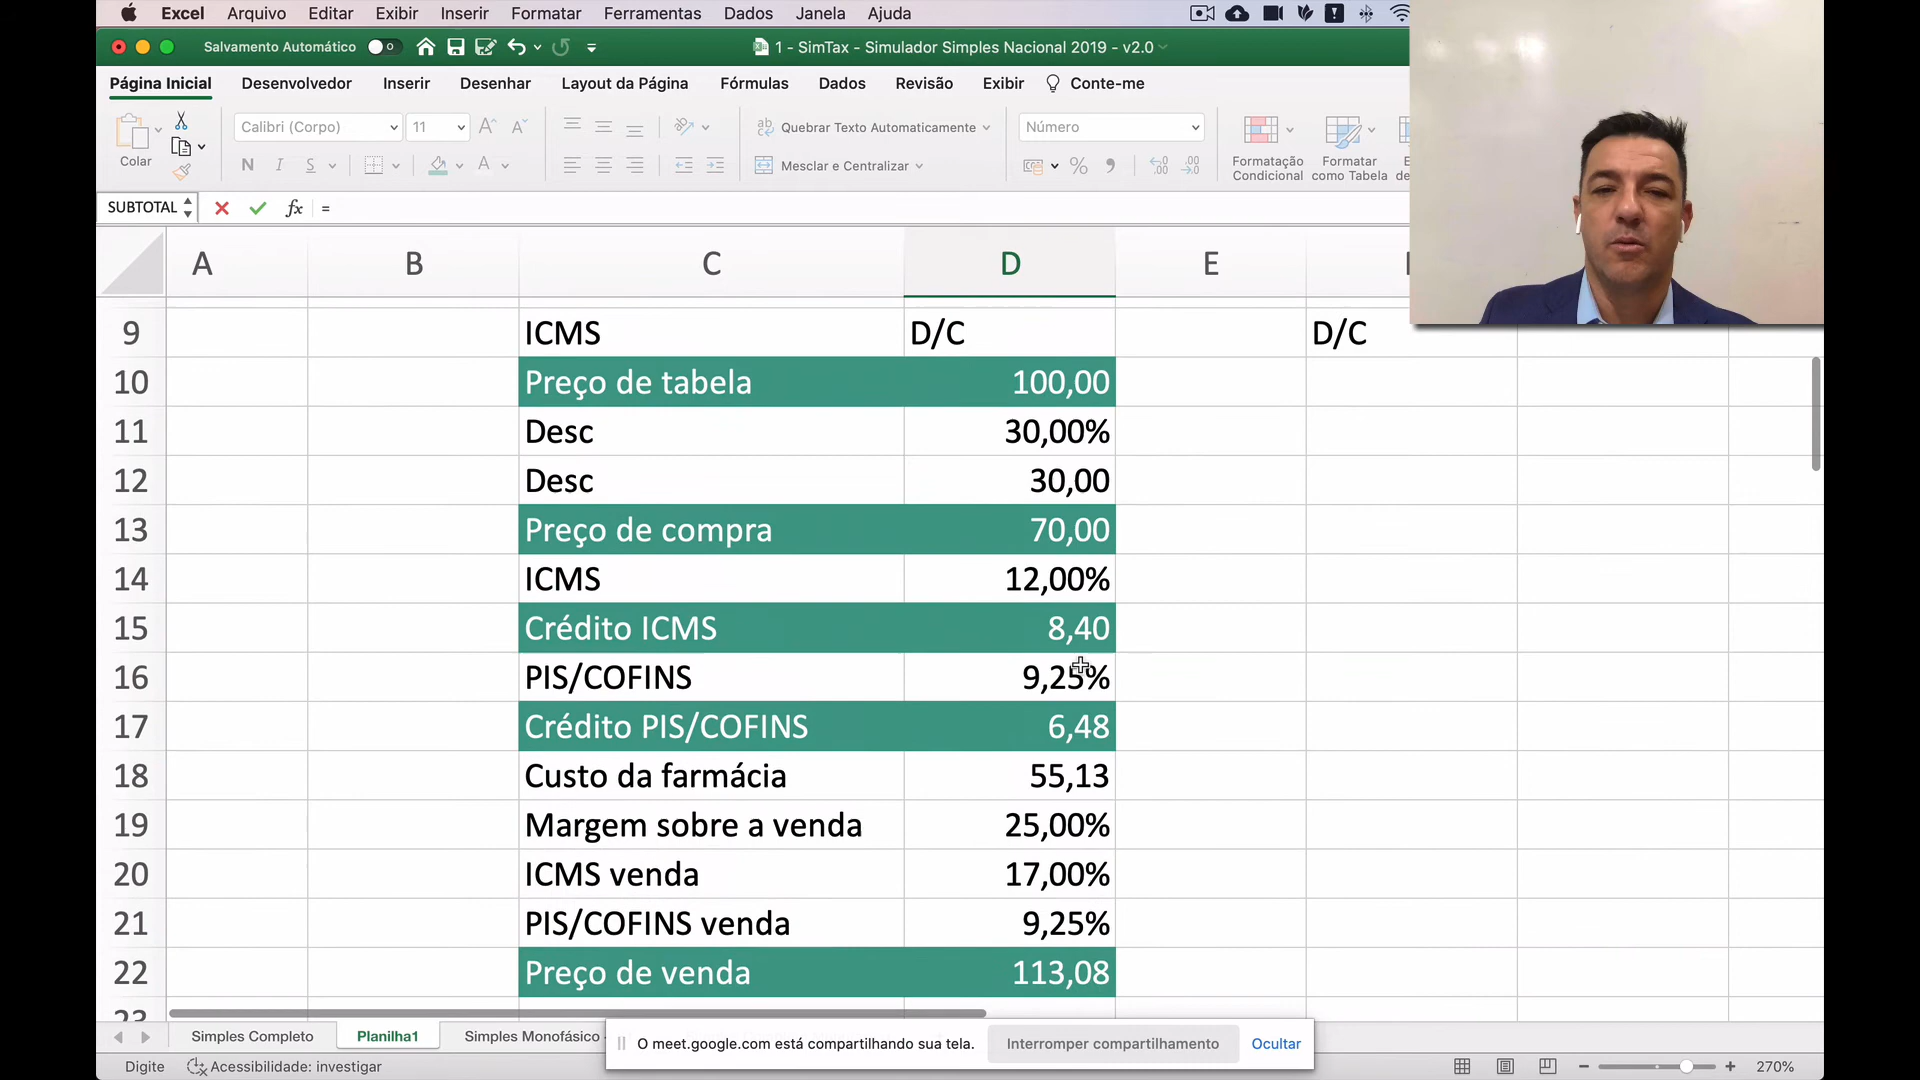 Excel Arquivo Editar Exibir Inserir Formatar Ferramentas Dados Janela Ajuda
Salvamento Automático
1 - SimTax - Simulador Simples Nacional 2019 - v2.0
Página Inicial Desenvolvedor Inserir Desenhar Layout da Página Fórmulas Dados Revisão Exibir Conte-me
Colar
Calibri (Corpo) 11
N I S
A
Quebrar Texto Automaticamente
Mesclar e Centralizar
Número
%
Formatação Condicional
Formatar como Tabela
SUBTOTAL fx =
A B C D E
9 ICMS D/C D/C
10 Preço de tabela 100,00
11 Desc 30,00%
12 Desc 30,00
13 Preço de compra 70,00
14 ICMS 12,00%
15 Crédito ICMS 8,40
16 PIS/COFINS 9,25%
17 Crédito PIS/COFINS 6,48
18 Custo da farmácia 55,13
19 Margem sobre a venda 25,00%
20 ICMS venda 17,00%
21 PIS/COFINS venda 9,25%
22 Preço de venda 113,08
23
Simples Completo Planilha1 Simples Monofásico
O meet.google.com está compartilhando sua tela. Interromper compartilhamento Ocultar
Digite Acessibilidade: investigar 270%